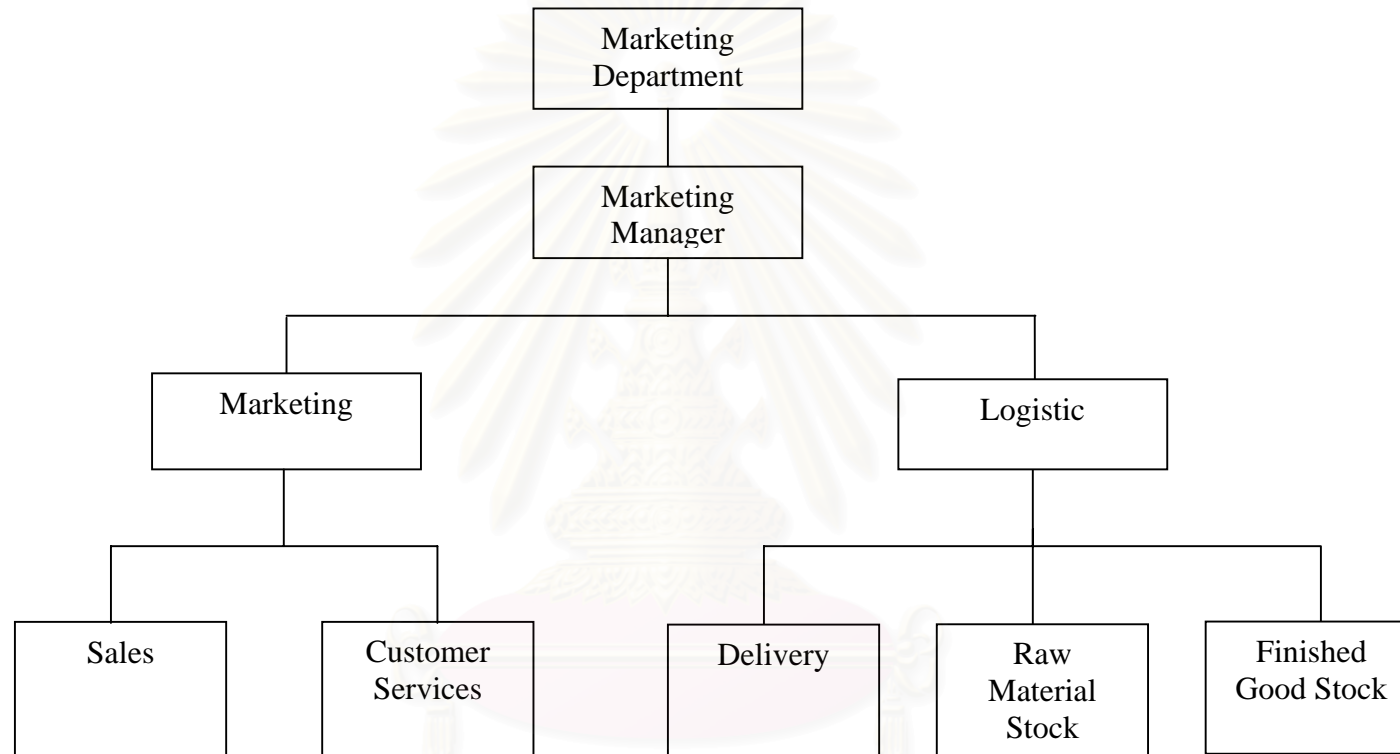 Marketing
Department
Marketing
Manager
Marketing
Logistic
Sales
Customer
Services
Delivery
Raw
Material
Stock
Finished
Good Stock